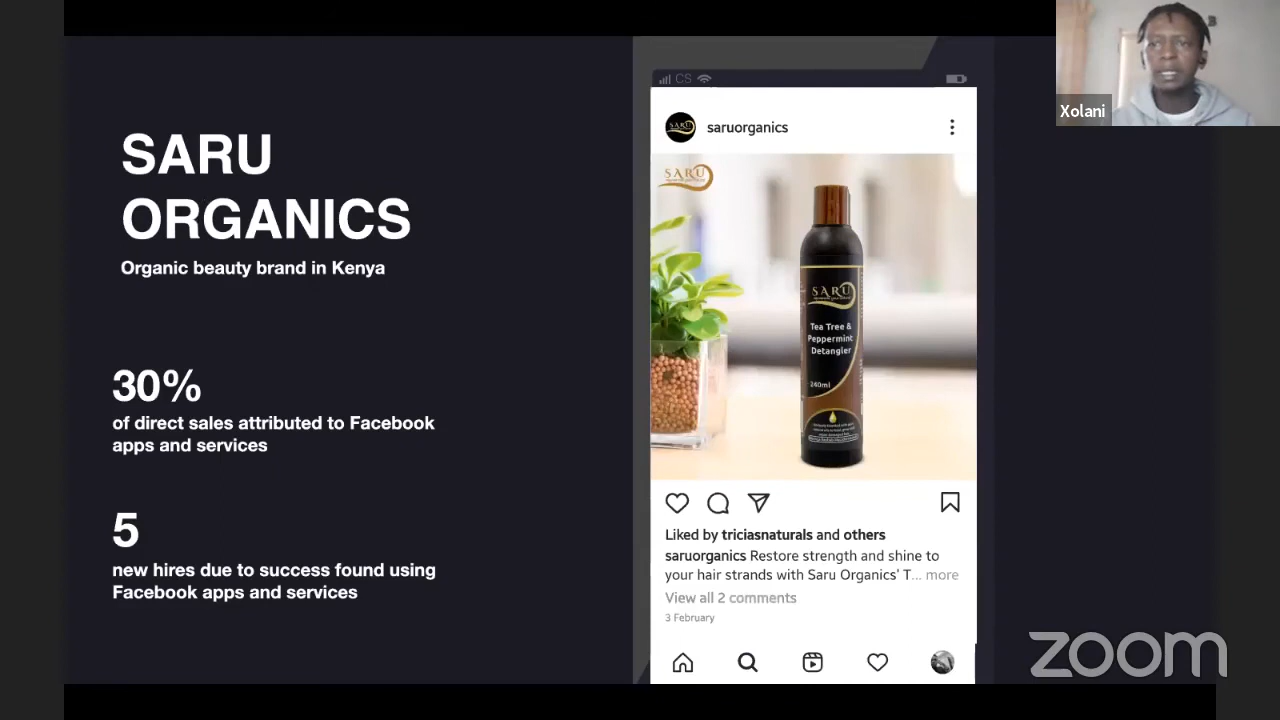 SARU
ORGANICS
Organic beauty brand in Kenya
30%
of direct sales attributed to Facebook
apps and services
5
new hires due to success found using
Facebook apps and services
CS
saruorganics
SARU
SARU
Tea Tree &
Peppermint
Detangler
240ml
Liked by triciasnaturals and others
saruorganics Restore strength and shine to
your hair strands with Saru Organics' T... more
View all 2 comments
3 February
Xolani
zoom